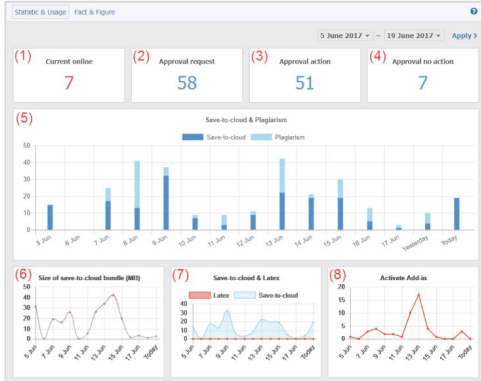 Statistic & Usage Fact & Figure ?
5 June 2017 – 19 June 2017 Apply >
(1) Current online
7
(2) Approval request
58
(3) Approval action
51
(4) Approval no action
7
(5) Save-to-cloud & Plagiarism
Save-to-cloud Plagiarism
50
40
30
20
10
0
5 Jun 6 Jun 7 Jun 8 Jun 9 Jun 10 Jun 11 Jun 12 Jun 13 Jun 14 Jun 15 Jun 16 Jun 17 Jun Yesterday Today
(6) Size of save-to-cloud bundle (MB)
50
40
30
20
10
0
5 Jun 7 Jun 9 Jun 11 Jun 13 Jun 15 Jun 17 Jun Today
(7) Save-to-cloud & Latex
Latex Save-to-cloud
40
30
20
10
0
5 Jun 7 Jun 9 Jun 11 Jun 13 Jun 15 Jun 17 Jun Today
(8) Activate Add-in
20
15
10
5
0
5 Jun 7 Jun 9 Jun 11 Jun 13 Jun 15 Jun 17 Jun Today